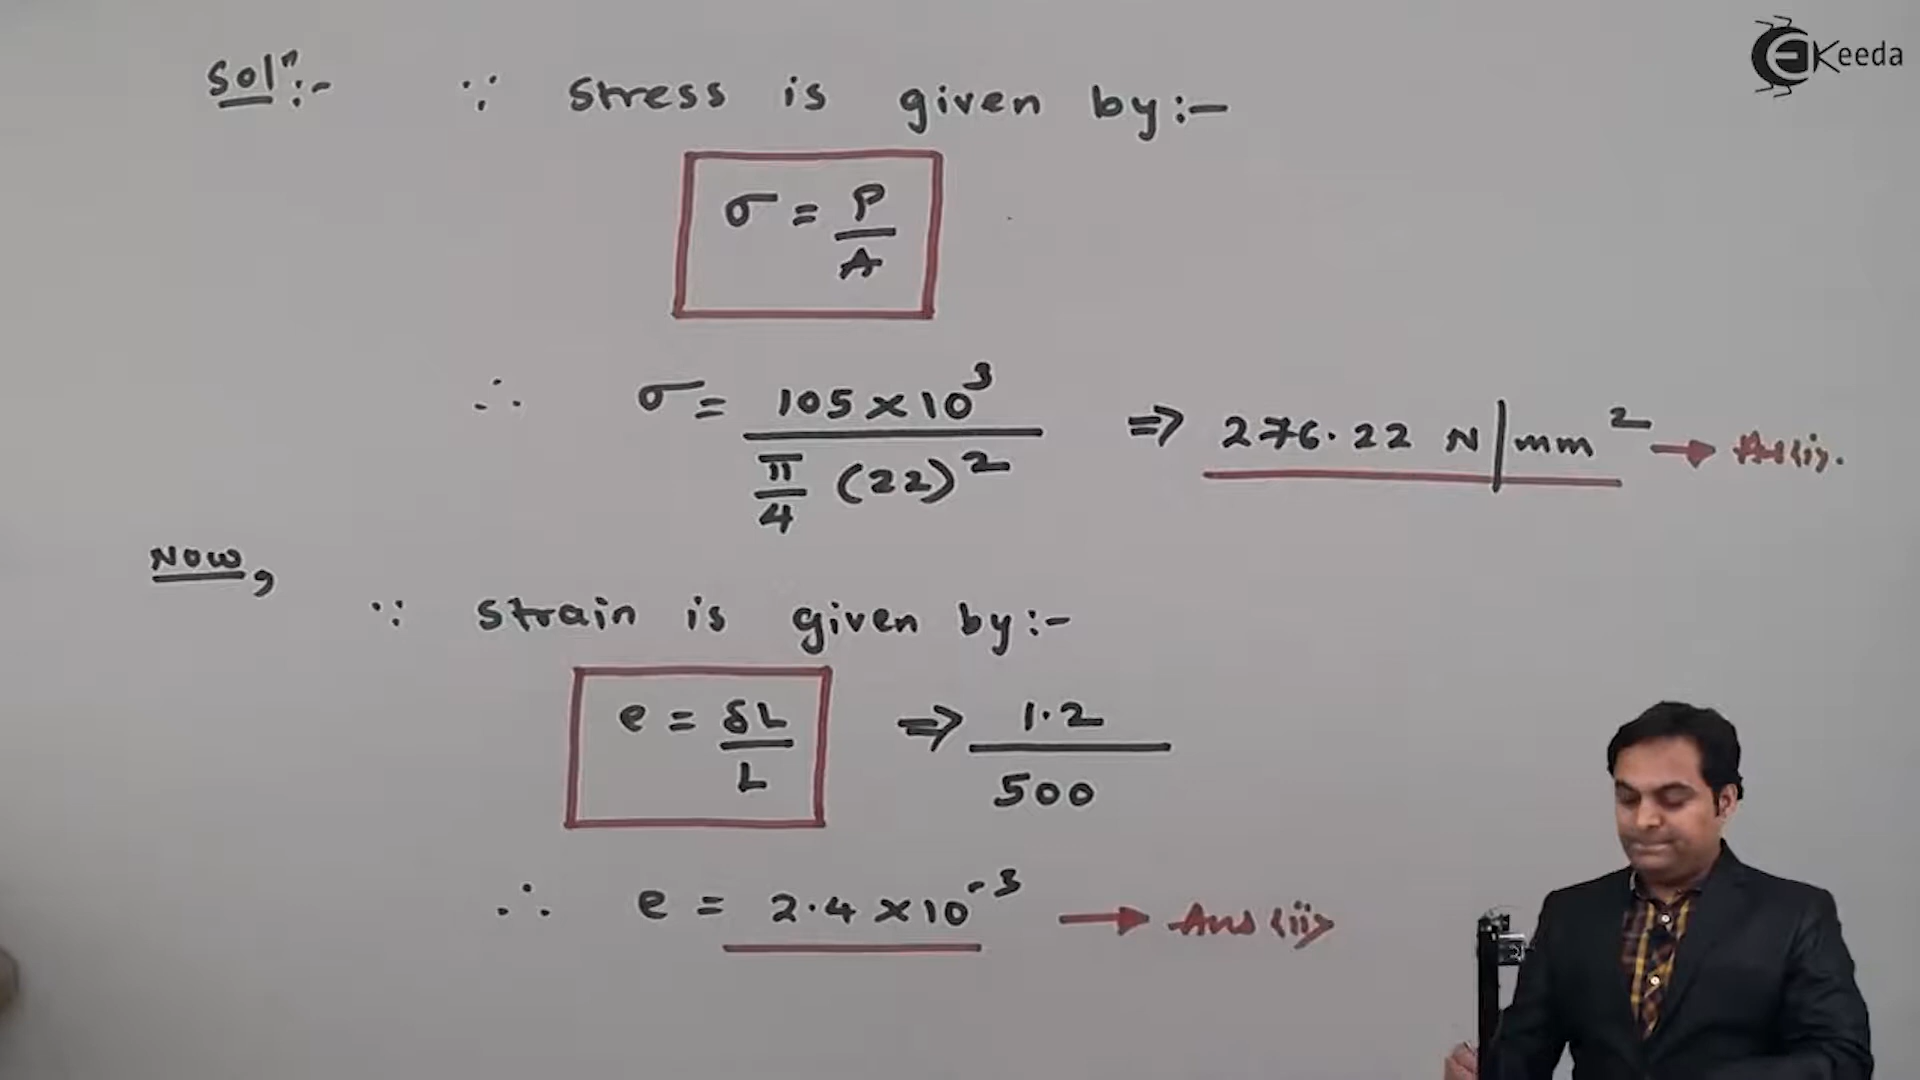 EKeeda
Solⁿ:-
∵ Stress is given by:-
σ = P/A
∴ σ = 105×10³ / π/4 (22)² ⇒ 276.22 N/mm² → Ans(i).
Now,
∵ Strain is given by:-
e = δL/L ⇒ 1.2/500
∴ e = 2.4×10⁻³ → Ans(ii)